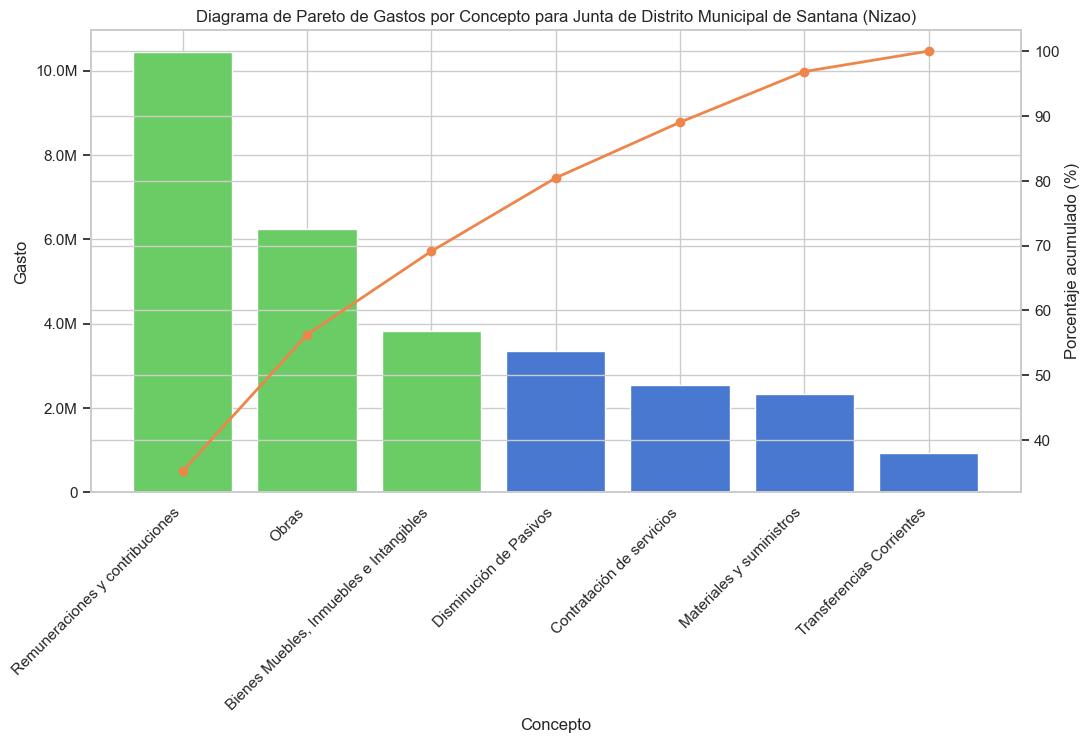 Diagrama de Pareto de Gastos por Concepto para Junta de Distrito Municipal de Santana (Nizao)
Gasto
10.0M
8.0M
6.0M
4.0M
2.0M
0
100
90
80
70
60
50
40
Porcentaje acumulado (%)
Remuneraciones y contribuciones
Obras
Bienes Muebles, Inmuebles e Intangibles
Disminución de Pasivos
Contratación de servicios
Materiales y suministros
Transferencias Corrientes
Concepto